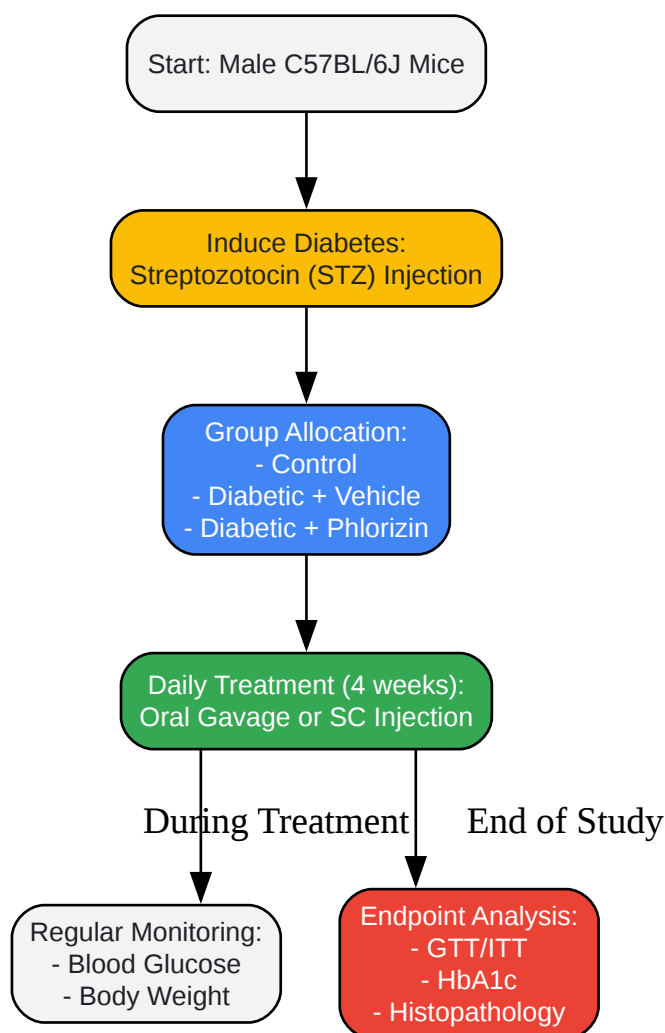 Start: Male C57BL/6J Mice
Induce Diabetes:
Streptozotocin (STZ) Injection
Group Allocation:
- Control
- Diabetic + Vehicle
- Diabetic + Phlorizin
Daily Treatment (4 weeks):
Oral Gavage or SC Injection
During Treatment
End of Study
Regular Monitoring:
- Blood Glucose
- Body Weight
Endpoint Analysis:
- GTT/ITT
- HbA1c
- Histopathology